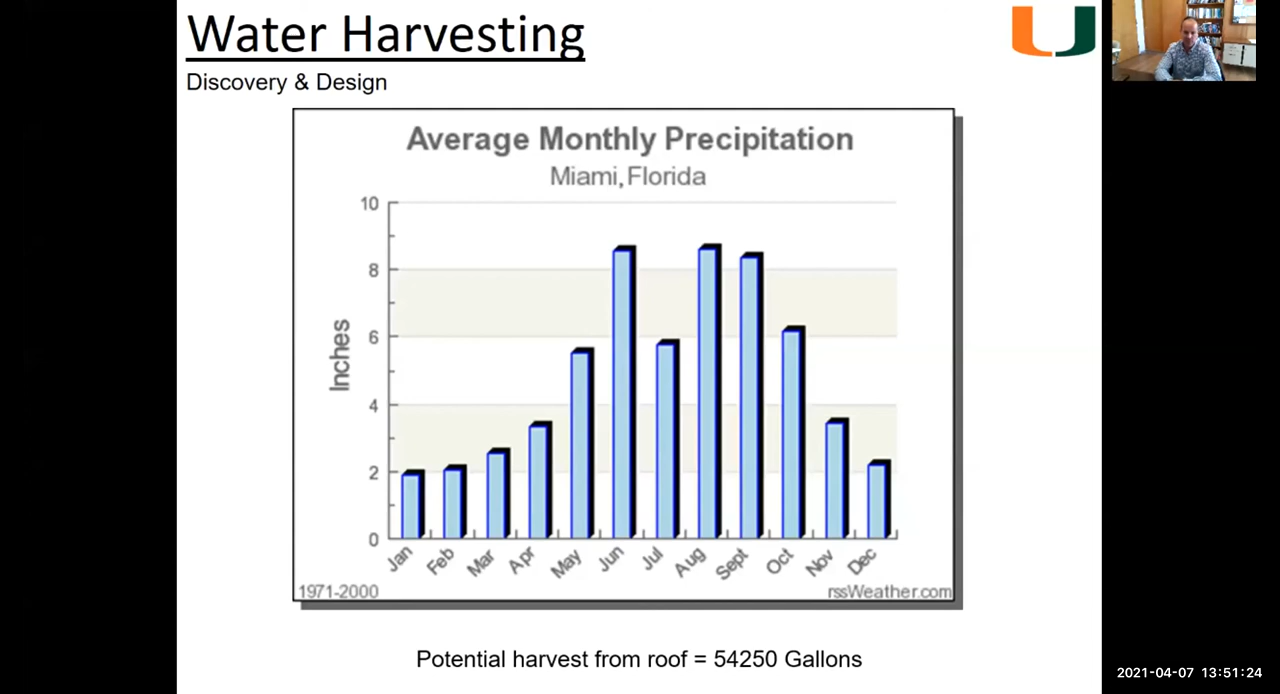 Water Harvesting
Discovery & Design
Average Monthly Precipitation
Miami, Florida
Inches
10
8
6
4
2
0
Jan Feb Mar Apr May Jun Jul Aug Sept Oct Nov Dec
1971-2000 rssWeather.com
Potential harvest from roof = 54250 Gallons
2021-04-07 13:51:24